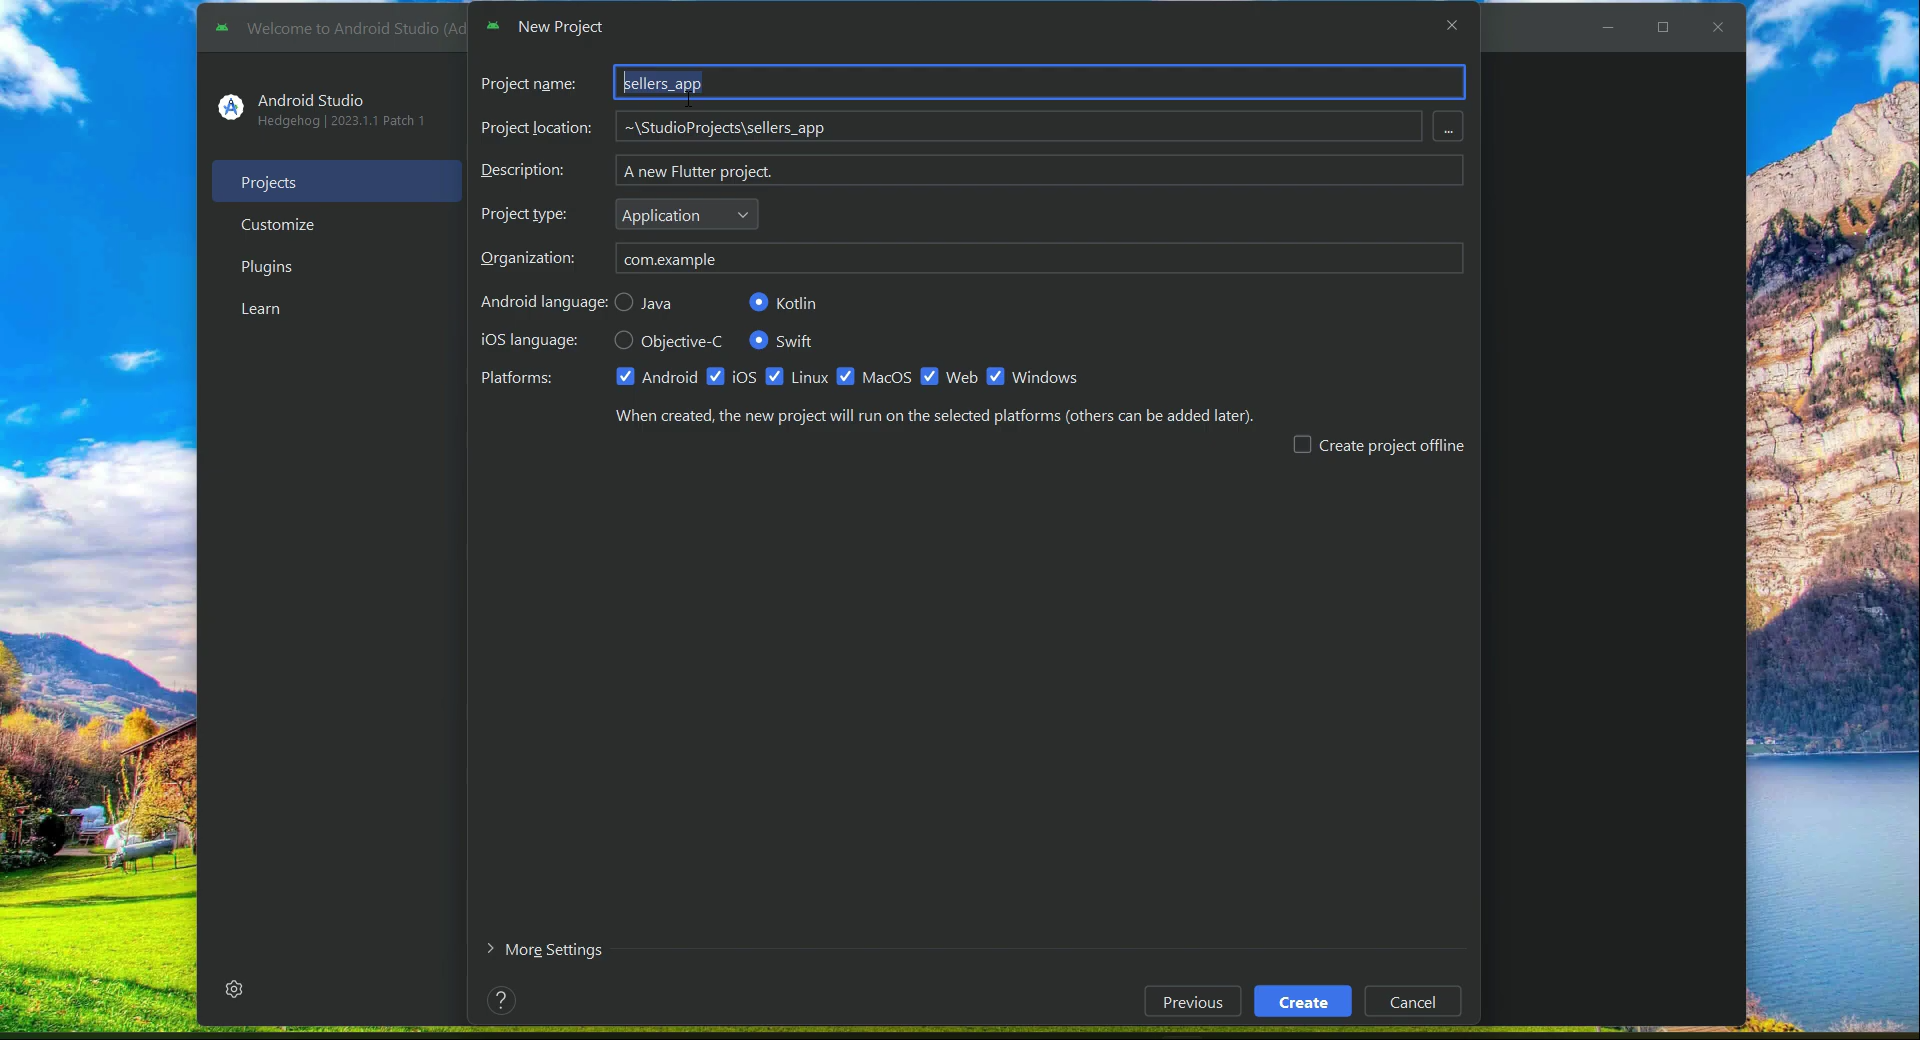 Welcome to Android Studio (Ad
New Project
Android Studio
Hedgehog | 2023.1.1 Patch 1
Projects
Customize
Plugins
Learn
Project name: sellers_app
Project location: ~\StudioProjects\sellers_app ...
Description: A new Flutter project.
Project type: Application
Organization: com.example
Android language: Java Kotlin
iOS language: Objective-C Swift
Platforms: Android iOS Linux MacOS Web Windows
When created, the new project will run on the selected platforms (others can be added later).
Create project offline
More Settings
? Previous Create Cancel